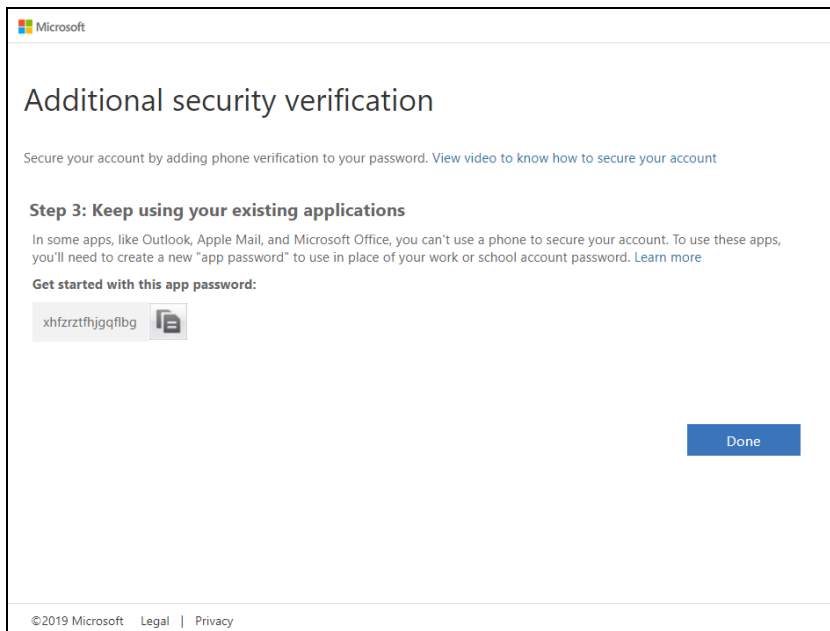 Microsoft
Additional security verification
Secure your account by adding phone verification to your password. View video to know how to secure your account
Step 3: Keep using your existing applications
In some apps, like Outlook, Apple Mail, and Microsoft Office, you can't use a phone to secure your account. To use these apps,
you'll need to create a new "app password" to use in place of your work or school account password. Learn more
Get started with this app password:
xhfzrztfhjgqflbg
Done
©2019 Microsoft Legal | Privacy